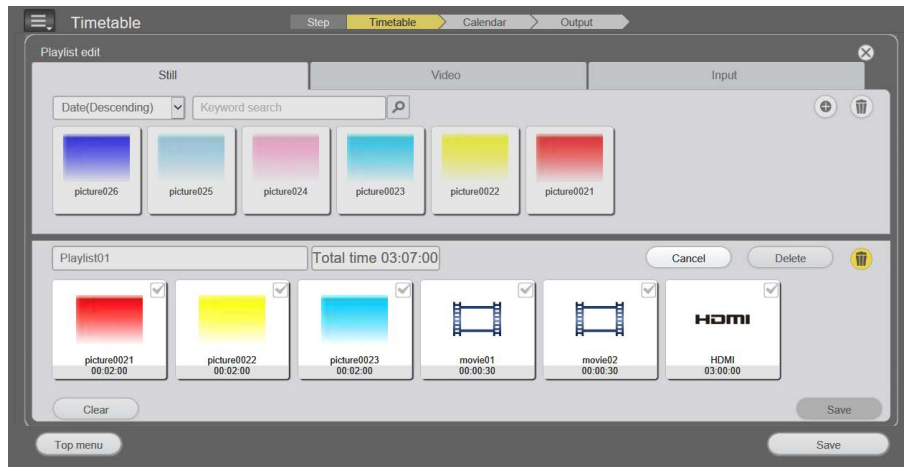 Timetable
Step Timetable Calendar Output
Playlist edit
Still Video Input
Date(Descending) Keyword search
picture026 picture025 picture024 picture0023 picture0022 picture0021
Playlist01 Total time 03:07:00 Cancel Delete
HDMI
picture0021 picture0022 picture0023 movie01 movie02 HDMI
00:02:00 00:02:00 00:02:00 00:00:30 00:00:30 03:00:00
Clear Save
Top menu Save